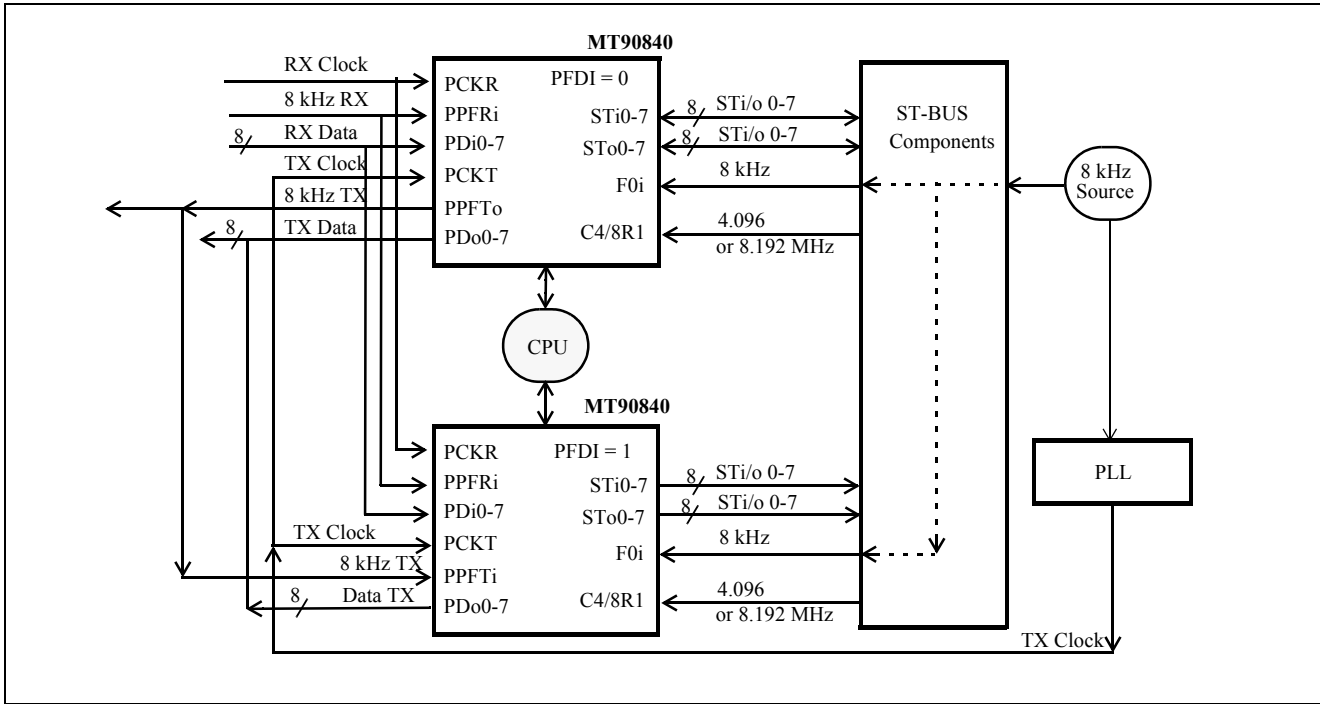 MT90840
RX Clock
8 kHz RX
8
RX Data
TX Clock
8 kHz TX
8
TX Data
PCKR
PFDI = 0
PPFRi
PDi0-7
PCKT
PPFTo
PDo0-7
STi0-7
STo0-7
F0i
C4/8R1
8
STi/o 0-7
8
STi/o 0-7
8 kHz
4.096
or 8.192 MHz
ST-BUS
Components
8 kHz
Source
CPU
MT90840
PCKR
PFDI = 1
PPFRi
PDi0-7
PCKT
PPFTi
PDo0-7
STi0-7
STo0-7
F0i
C4/8R1
TX Clock
8 kHz TX
8
Data TX
8
STi/o 0-7
8
STi/o 0-7
8 kHz
4.096
or 8.192 MHz
PLL
TX Clock